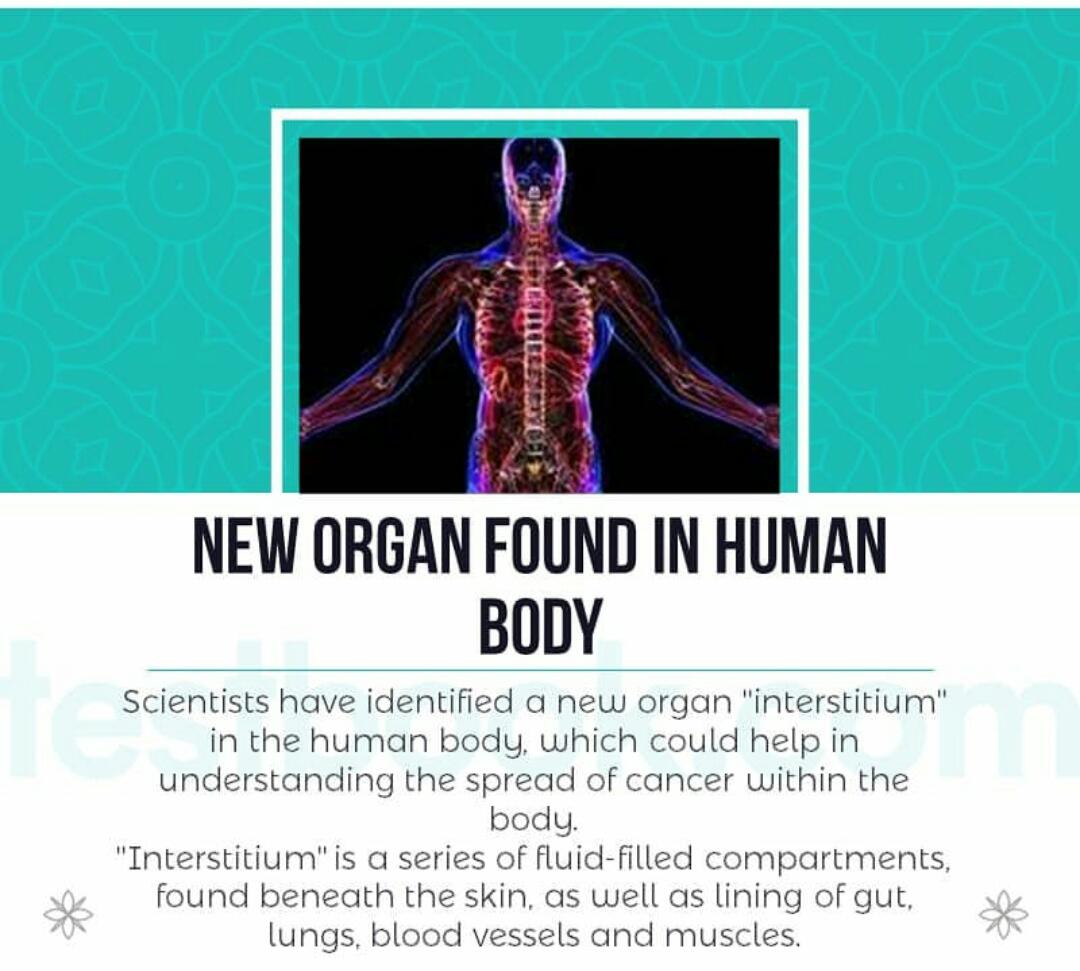 NEW ORGAN FOUND IN HUMAN
BODY
testbook.com
Scientists have identified a new organ "interstitium"
in the human body, which could help in
understanding the spread of cancer within the
body.
"Interstitium" is a series of fluid-filled compartments,
found beneath the skin, as well as lining of gut,
lungs, blood vessels and muscles.